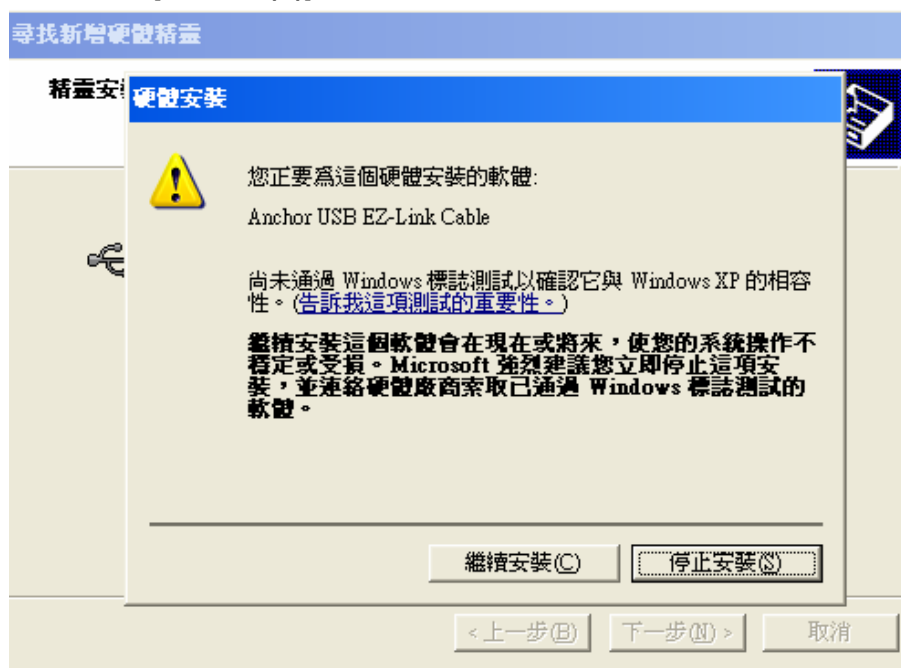 尋找新增硬體精靈
精靈安
硬體安裝
您正要為這個硬體安裝的軟體:
Anchor USB EZ-Link Cable
尚未通過 Windows 標誌測試以確認它與 Windows XP 的相容
性。(告訴我這項測試的重要性。)
繼續安裝這個軟體會在現在或將來，使您的系統操作不
穩定或受損。Microsoft 強烈建議您立即停止這項安
裝，並連絡硬體廠商索取已通過 Windows 標誌測試的
軟體。
繼續安裝(C)
停止安裝(S)
<上一步(B)
下一步(N)>
取消